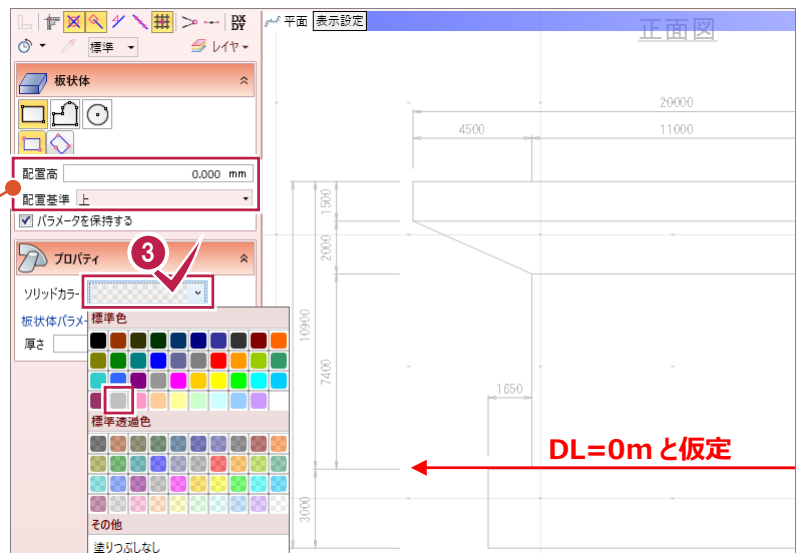 DX
DY
平面 表示設定
標準 レイヤ
板状体
配置高 0.000 mm
配置基準 上
パラメータを保持する
プロパティ
3
ソリッドカラー
板状体パラメー
厚さ
標準色
標準透過色
その他
塗りつぶしなし
正面図
20000
4500 11000
1500
2000
10900
7400
1650
3000
DL=0mと仮定